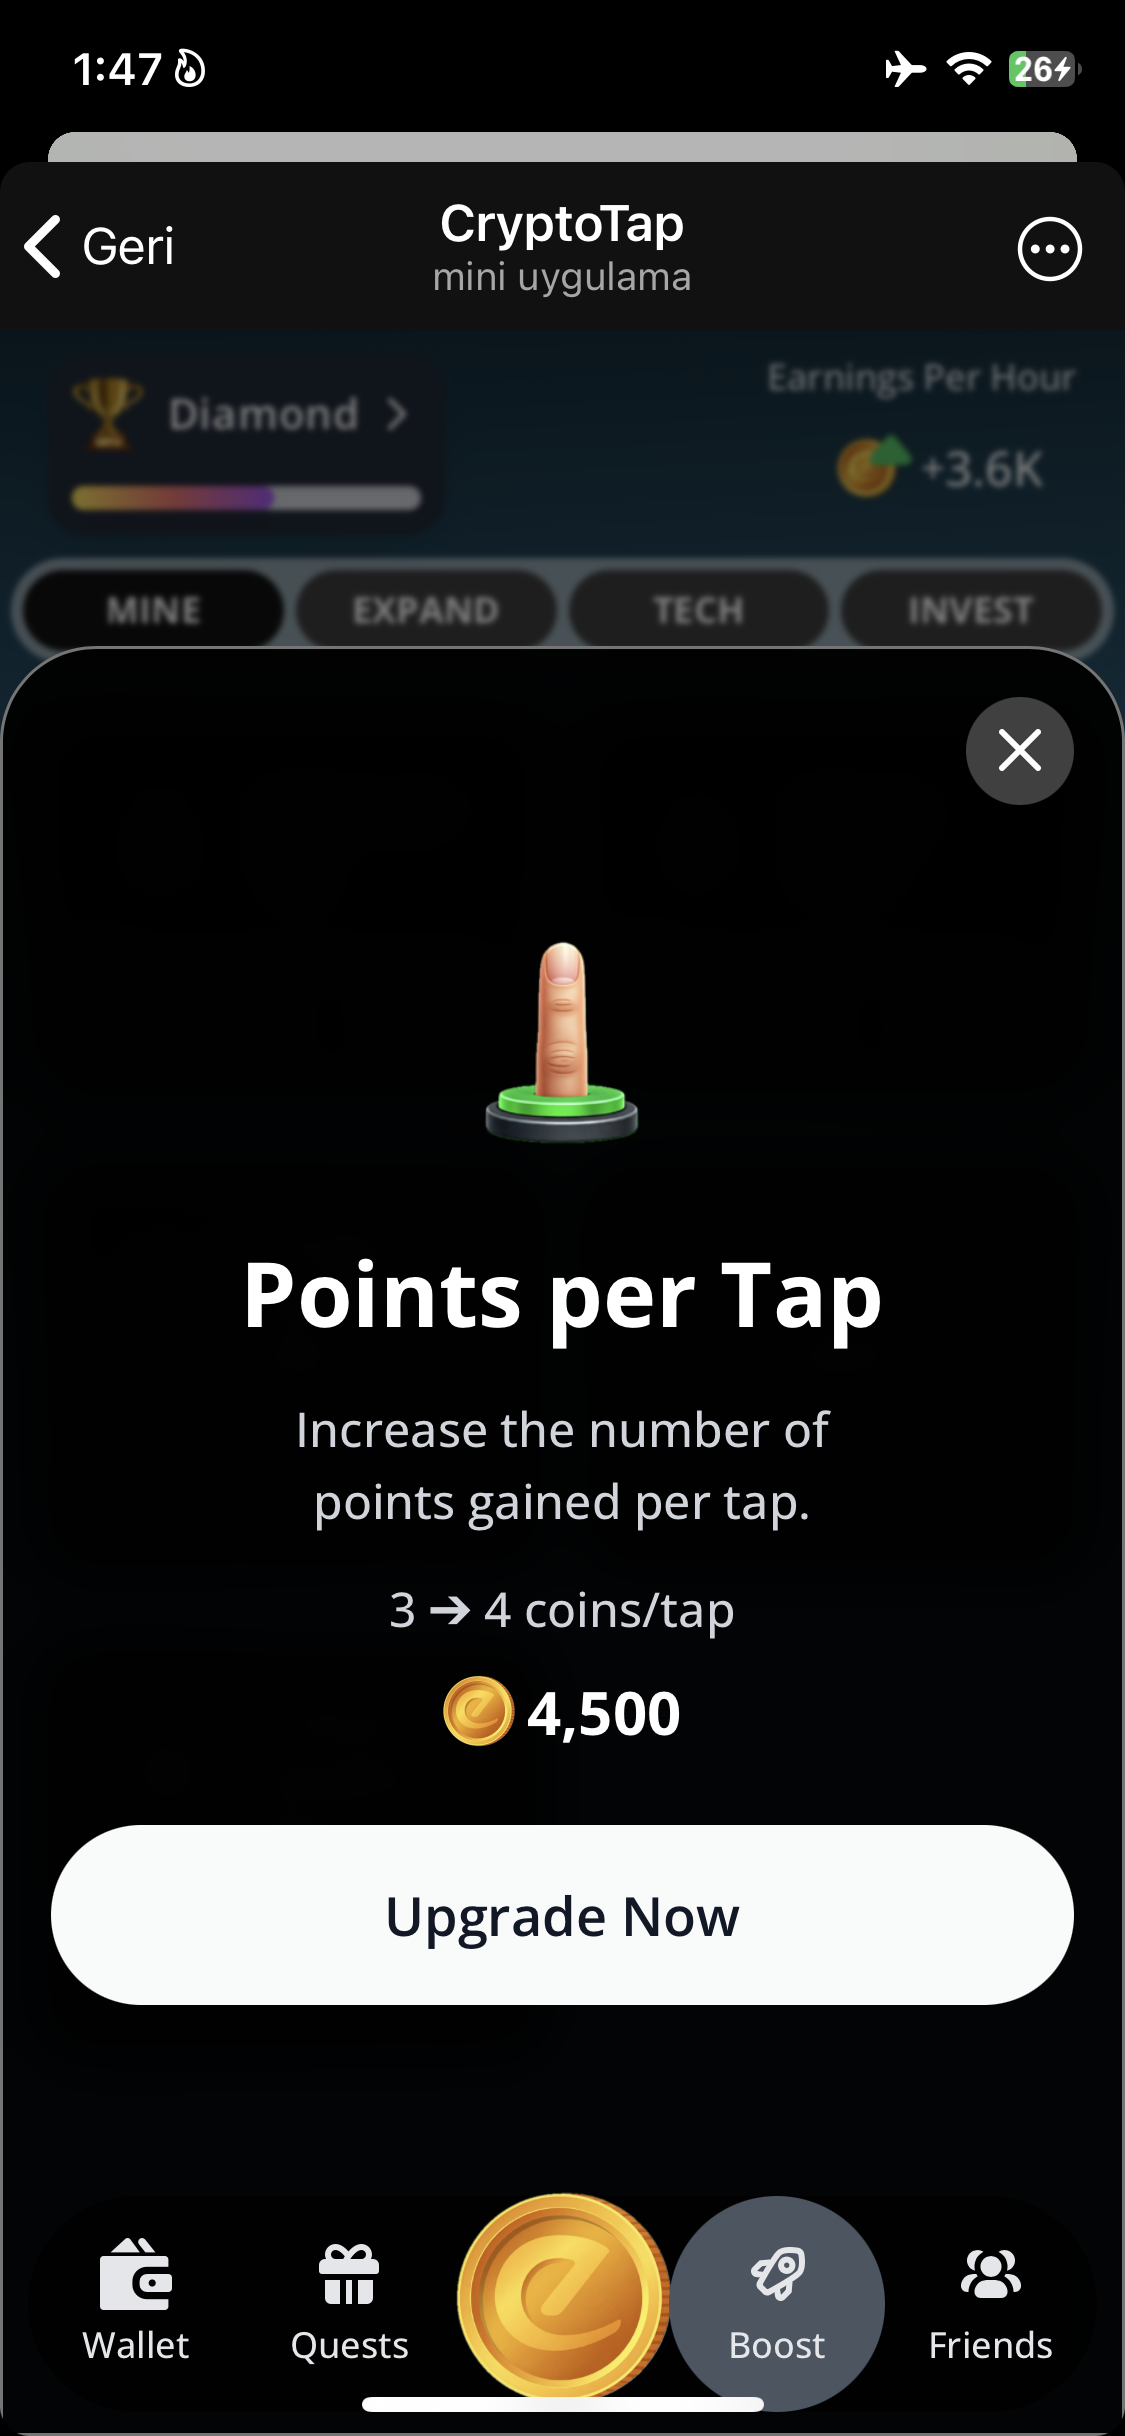 1:47
26
Geri
CryptoTap
mini uygulama
Diamond
Earnings Per Hour
+3.6K
MINE
EXPAND
TECH
INVEST
Points per Tap
Increase the number of
points gained per tap.
3 → 4 coins/tap
4,500
Upgrade Now
Wallet
Quests
Boost
Friends